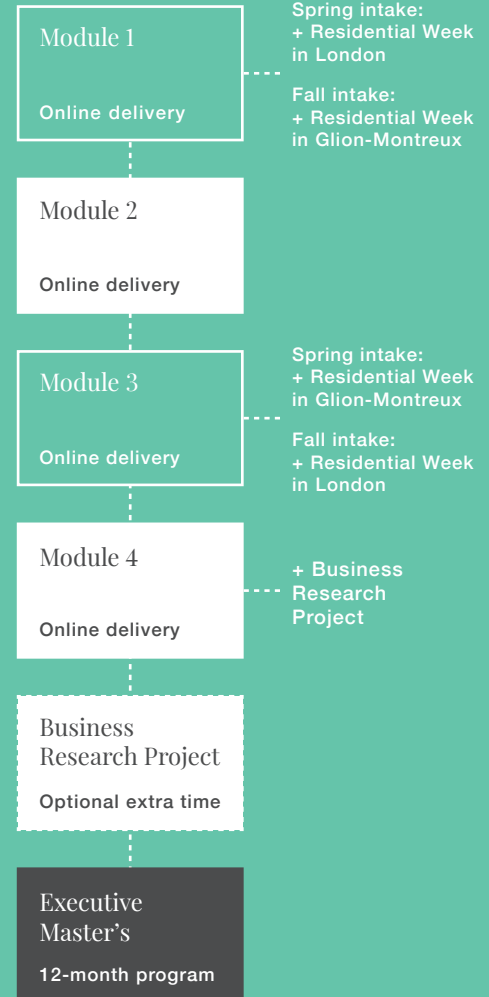 Module 1
Online delivery
Spring intake:
+ Residential Week
in London
Fall intake:
+ Residential Week
in Glion-Montreux
Module 2
Online delivery
Module 3
Online delivery
Spring intake:
+ Residential Week
in Glion-Montreux
Fall intake:
+ Residential Week
in London
Module 4
Online delivery
+ Business
Research
Project
Business
Research Project
Optional extra time
Executive
Master’s
12-month program